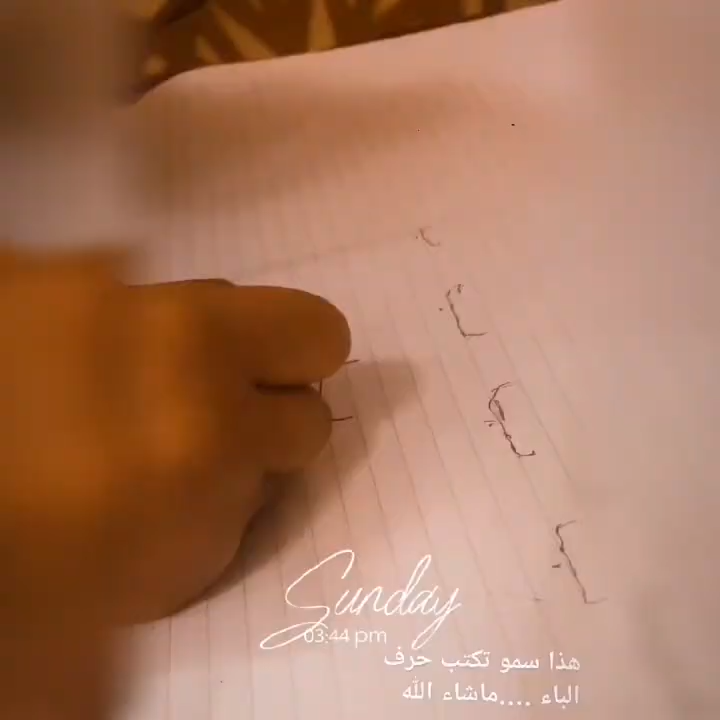 ب
ب
ب
ب
Sunday
03:44 pm
هذا سمو تكتب حرف
الباء ....ماشاء الله